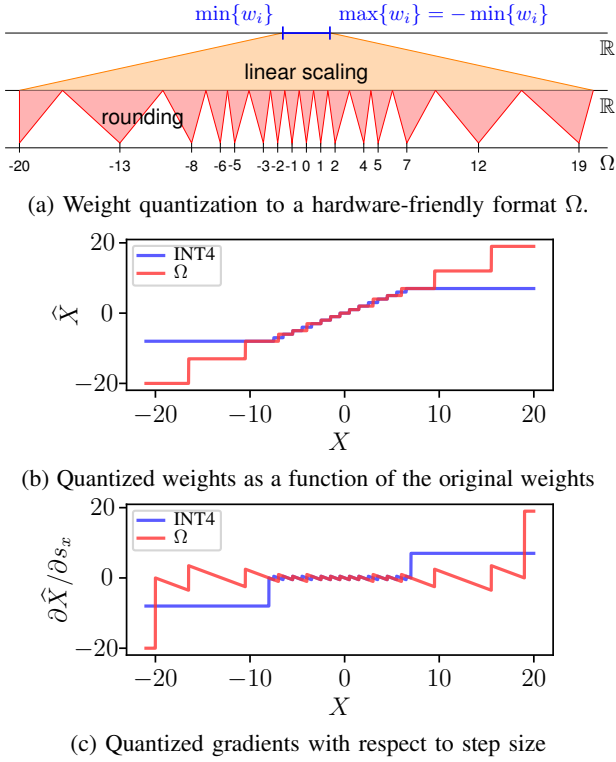 min{w_i} max{w_i} = − min{w_i}
ℝ
linear scaling
ℝ
rounding
-20 -13 -8 -6 -5 -3 -2 -1 0 1 2 4 5 7 12 19 Ω
(a) Weight quantization to a hardware-friendly format Ω.
20
INT4
Ω
X̂
0
−20
−20 −10 0 10 20
X
(b) Quantized weights as a function of the original weights
20
INT4
Ω
∂X̂/∂s_x
0
−20
−20 −10 0 10 20
X
(c) Quantized gradients with respect to step size